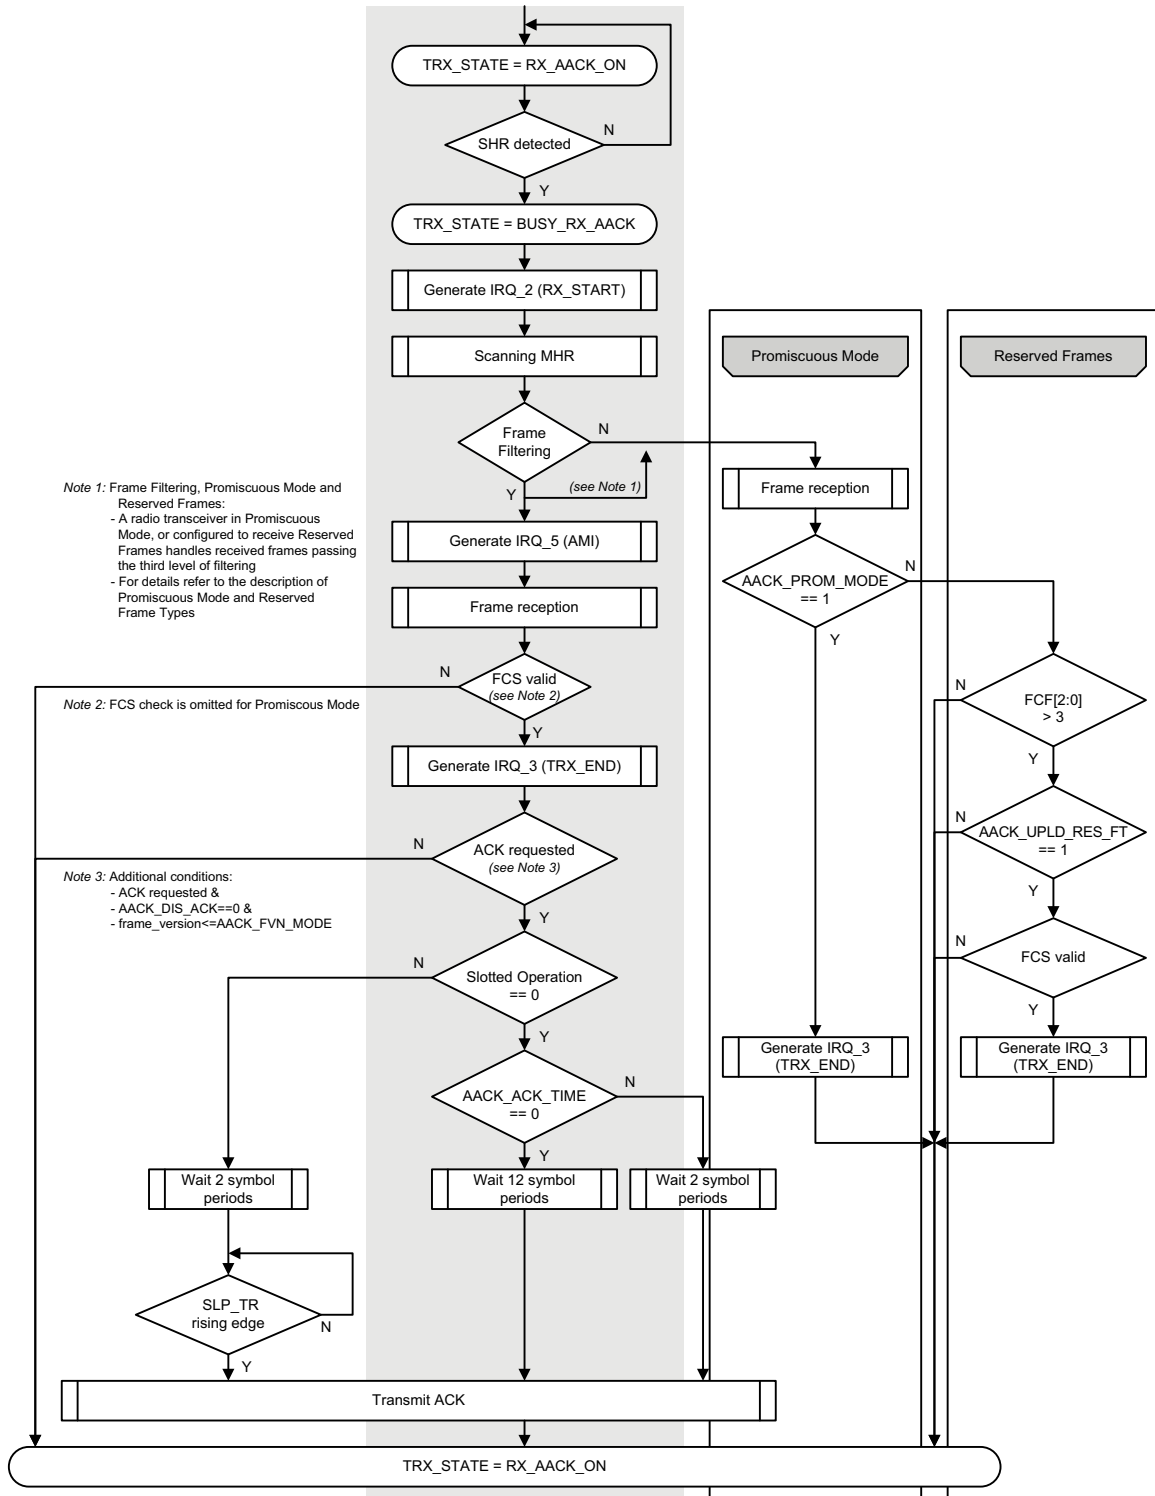 TRX_STATE = RX_AACK_ON
SHR detected
N
Y
TRX_STATE = BUSY_RX_AACK
Generate IRQ_2 (RX_START)
Scanning MHR
Promiscuous Mode
Reserved Frames
Frame
Filtering
N
Y
(see Note 1)
Frame reception
Note 1: Frame Filtering, Promiscuous Mode and
Reserved Frames:
- A radio transceiver in Promiscuous
Mode, or configured to receive Reserved
Frames handles received frames passing
the third level of filtering
- For details refer to the description of
Promiscuous Mode and Reserved
Frame Types
Generate IRQ_5 (AMI)
AACK_PROM_MODE
== 1
N
Y
Frame reception
FCS valid
(see Note 2)
N
Y
Note 2: FCS check is omitted for Promiscous Mode
FCF[2:0]
> 3
N
Y
Generate IRQ_3 (TRX_END)
ACK requested
(see Note 3)
N
Y
AACK_UPLD_RES_FT
== 1
N
Y
Note 3: Additional conditions:
- ACK requested &
- AACK_DIS_ACK==0 &
- frame_version<=AACK_FVN_MODE
Slotted Operation
== 0
N
Y
FCS valid
N
Y
Generate IRQ_3
(TRX_END)
Generate IRQ_3
(TRX_END)
AACK_ACK_TIME
== 0
N
Y
Wait 2 symbol
periods
Wait 12 symbol
periods
Wait 2 symbol
periods
SLP_TR
rising edge
N
Y
Transmit ACK
TRX_STATE = RX_AACK_ON